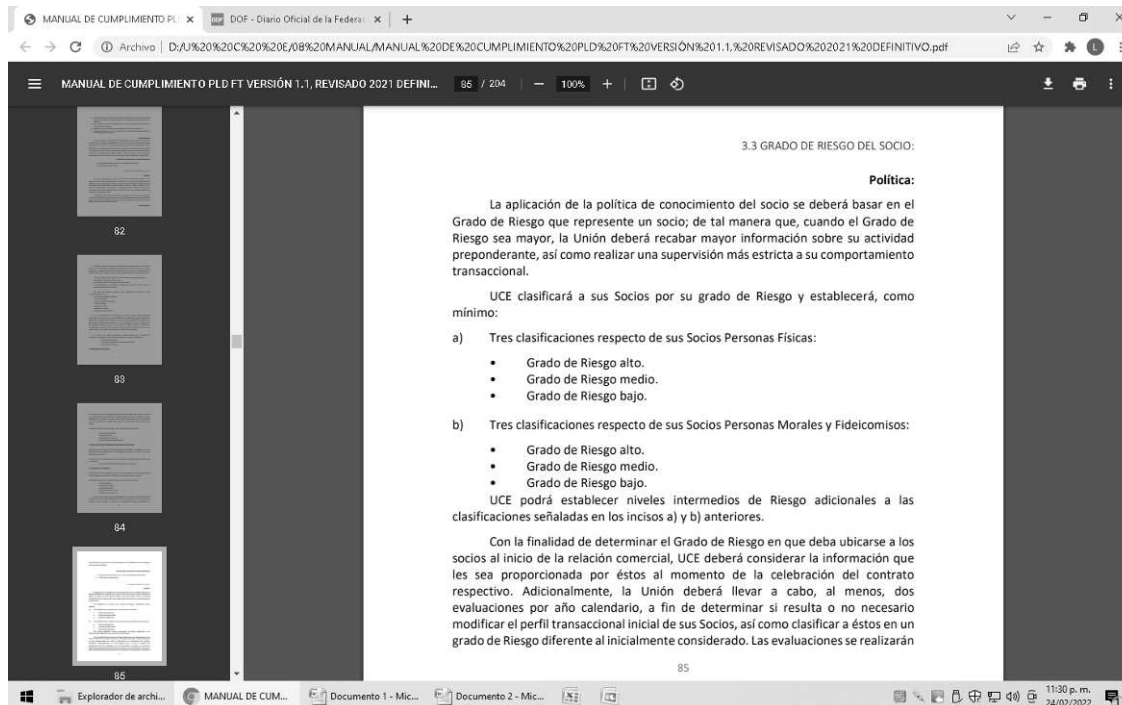 MANUAL DE CUMPLIMIENTO PL
DOF - Diario Oficial de la Federac
Archivo D:/U%20%20C%20%20E/08%20MANUAL/MANUAL%20DE%20CUMPLIMIENTO%20PLD%20FT%20VERSIÓN%201.1,%20REVISADO%202021%20DEFINITIVO.pdf
L
MANUAL DE CUMPLIMIENTO PLD FT VERSIÓN 1.1, REVISADO 2021 DEFINI... 85 / 204 − 100% +
82
83
84
85
3.3 GRADO DE RIESGO DEL SOCIO:
Política:
La aplicación de la política de conocimiento del socio se deberá basar en el
Grado de Riesgo que represente un socio; de tal manera que, cuando el Grado de
Riesgo sea mayor, la Unión deberá recabar mayor información sobre su actividad
preponderante, así como realizar una supervisión más estricta a su comportamiento
transaccional.
UCE clasificará a sus Socios por su grado de Riesgo y establecerá, como
mínimo:
a) Tres clasificaciones respecto de sus Socios Personas Físicas:
• Grado de Riesgo alto.
• Grado de Riesgo medio.
• Grado de Riesgo bajo.
b) Tres clasificaciones respecto de sus Socios Personas Morales y Fideicomisos:
• Grado de Riesgo alto.
• Grado de Riesgo medio.
• Grado de Riesgo bajo.
UCE podrá establecer niveles intermedios de Riesgo adicionales a las
clasificaciones señaladas en los incisos a) y b) anteriores.
Con la finalidad de determinar el Grado de Riesgo en que deba ubicarse a los
socios al inicio de la relación comercial, UCE deberá considerar la información que
les sea proporcionada por éstos al momento de la celebración del contrato
respectivo. Adicionalmente, la Unión deberá llevar a cabo, al menos, dos
evaluaciones por año calendario, a fin de determinar si resulta o no necesario
modificar el perfil transaccional inicial de sus Socios, así como clasificar a éstos en un
grado de Riesgo diferente al inicialmente considerado. Las evaluaciones se realizarán
85
Explorador de archi...
MANUAL DE CUM...
Documento 1 - Mic...
Documento 2 - Mic...
11:30 p. m.
24/02/2022